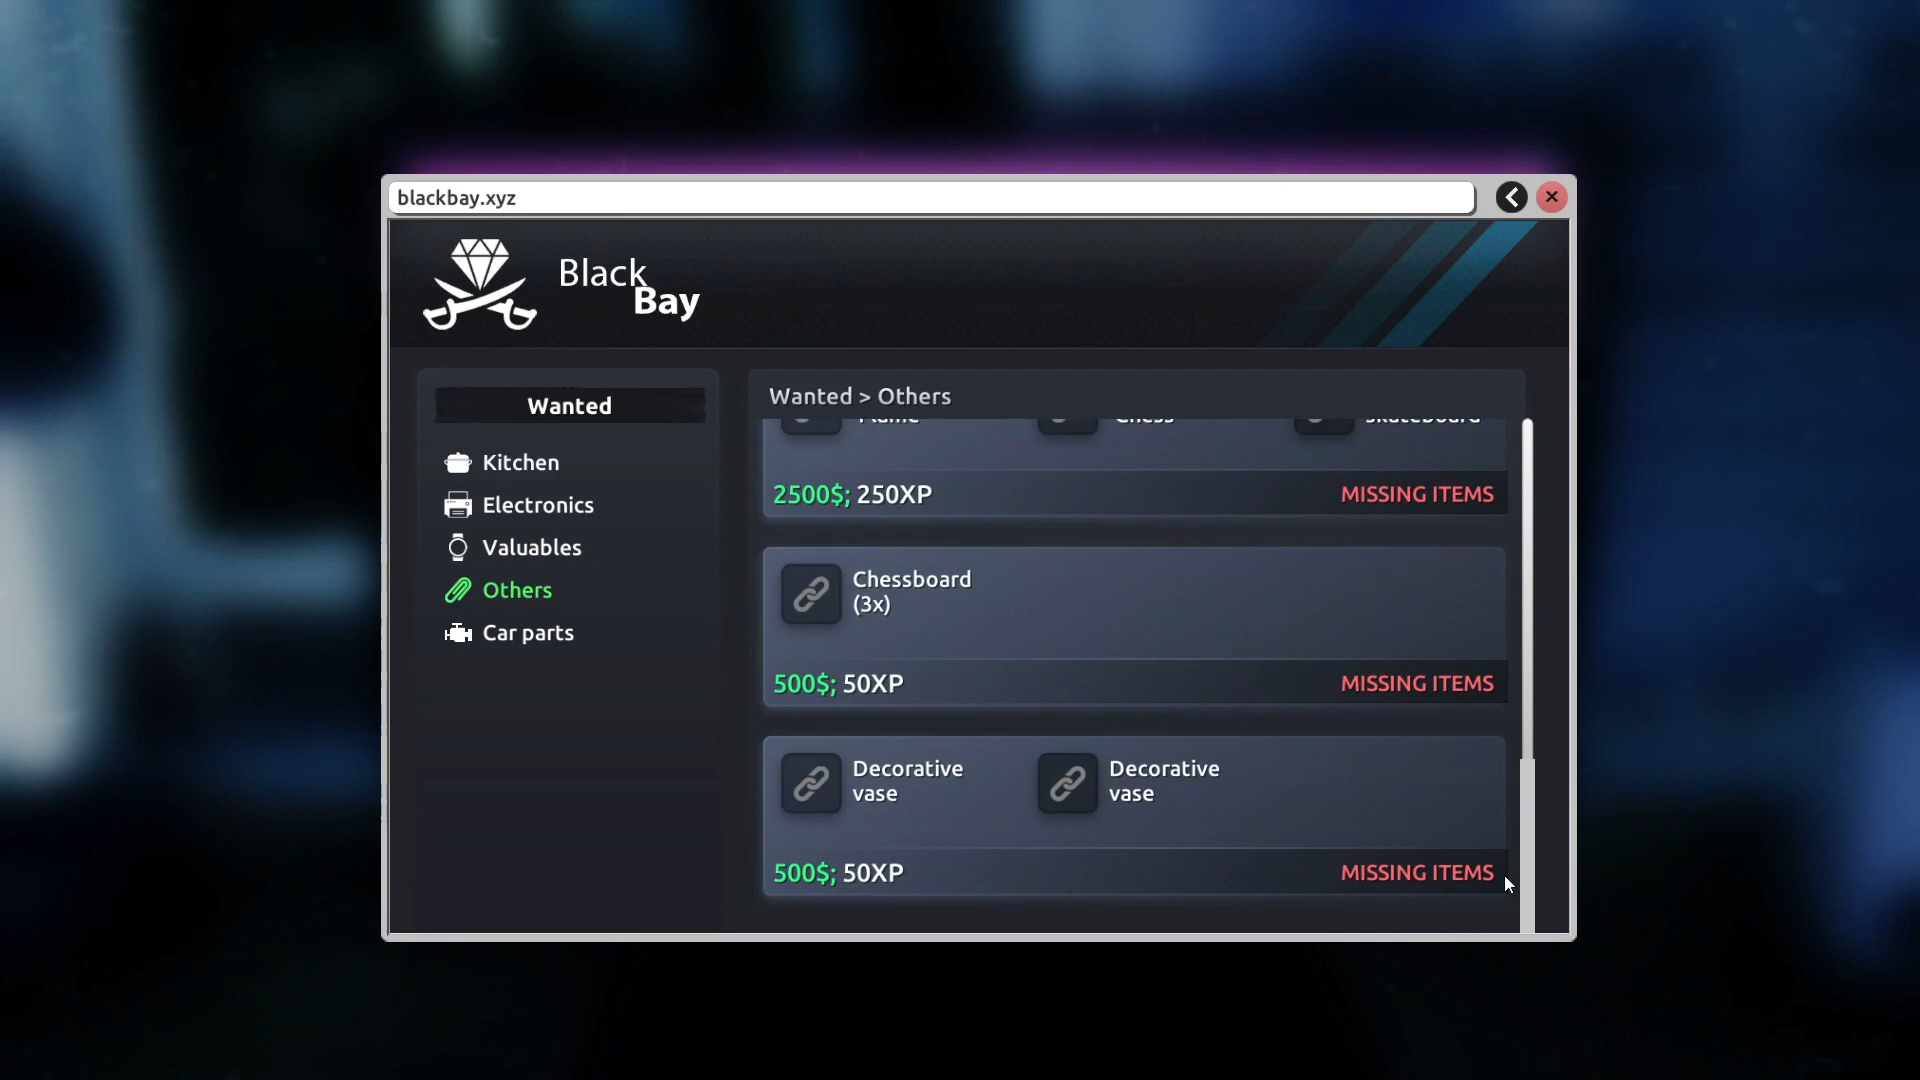 blackbay.xyz
Black
Bay
Wanted
Kitchen
Electronics
Valuables
Others
Car parts
Wanted > Others
Skateboard
2500$; 250XP
MISSING ITEMS
Chessboard
(3x)
500$; 50XP
MISSING ITEMS
Decorative
vase
Decorative
vase
500$; 50XP
MISSING ITEMS